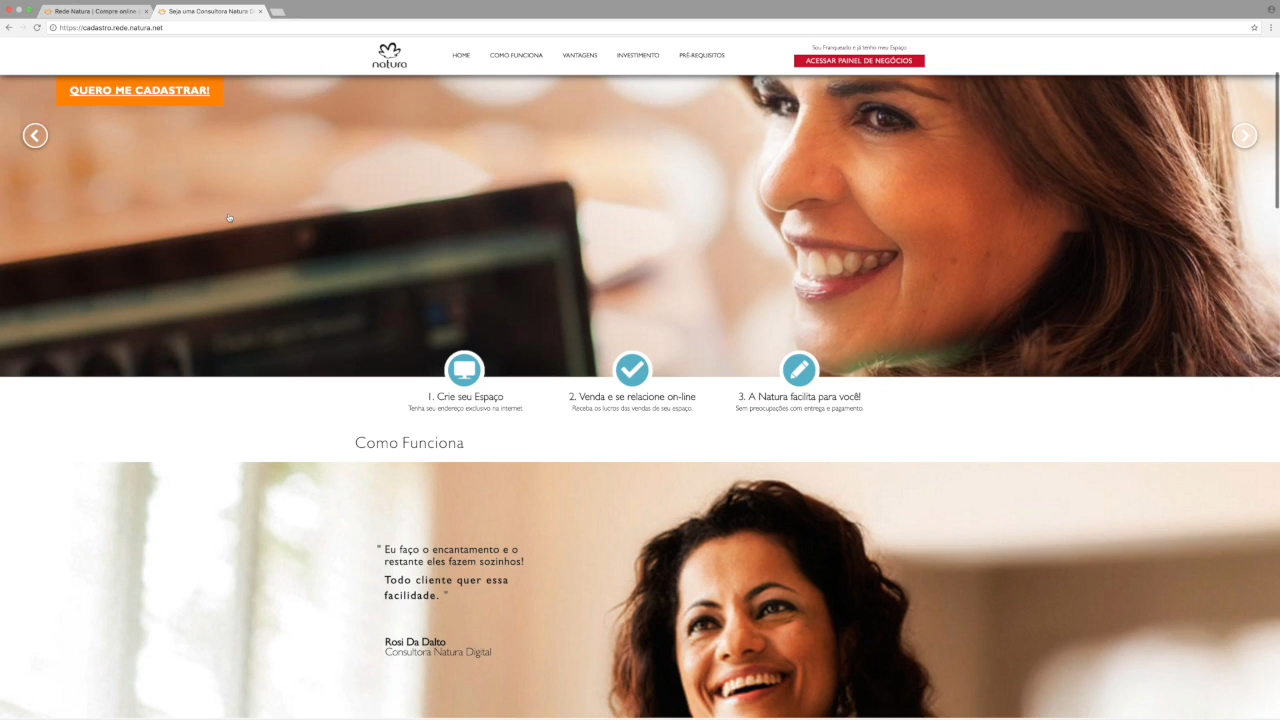 Rede Natura | Compre online
Seja uma Consultora Natura D
https://cadastro.rede.natura.net
natura
HOME
COMO FUNCIONA
VANTAGENS
INVESTIMENTO
PRÉ-REQUISITOS
Sou Franqueado e já tenho meu Espaço
ACESSAR PAINEL DE NEGÓCIOS
QUERO ME CADASTRAR!
1. Crie seu Espaço
Tenha seu endereço exclusivo na internet
2. Venda e se relacione on-line
Receba os lucros das vendas de seu espaço.
3. A Natura facilita para você!
Sem preocupações com entrega e pagamento.
Como Funciona
" Eu faço o encantamento e o
restante eles fazem sozinhos!
Todo cliente quer essa
facilidade. "
Rosi Da Dalto
Consultora Natura Digital